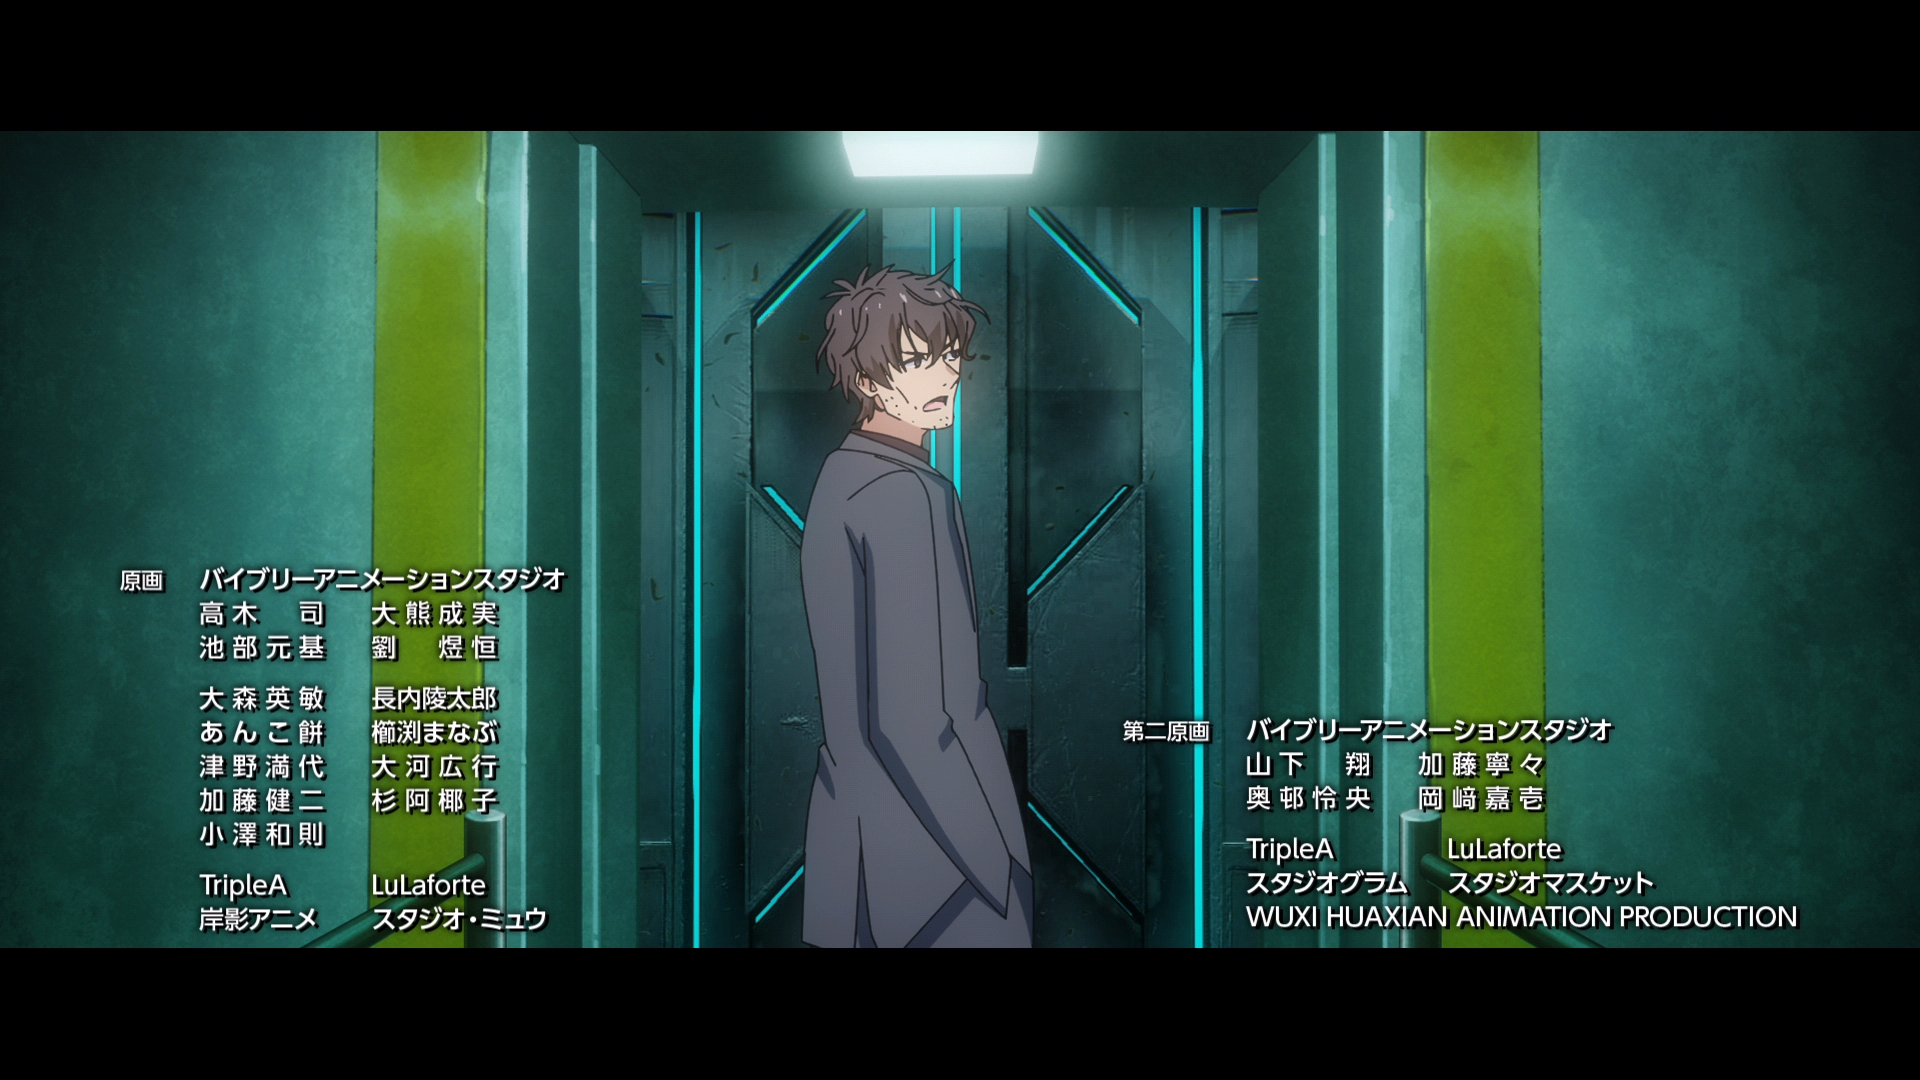 原画 バイブリーアニメーションスタジオ
高木 司 大熊成実
池部元基 劉 煜恒
大森英敏 長内陵太郎
あんこ餅 櫛渕まなぶ
津野満代 大河広行
加藤健二 杉阿椰子
小澤和則
TripleA LuLaforte
岸影アニメ スタジオ・ミュウ
第二原画 バイブリーアニメーションスタジオ
山下 翔 加藤寧々
奥邨怜央 岡﨑嘉壱
TripleA LuLaforte
スタジオグラム スタジオマスケット
WUXI HUAXIAN ANIMATION PRODUCTION